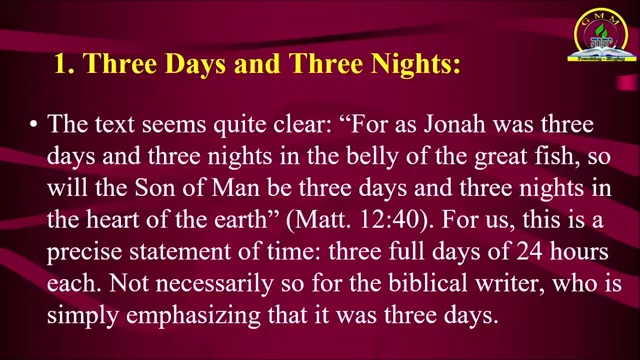 GMM
1. Three Days and Three Nights:
• The text seems quite clear: “For as Jonah was three
days and three nights in the belly of the great fish, so
will the Son of Man be three days and three nights in
the heart of the earth” (Matt. 12:40). For us, this is a
precise statement of time: three full days of 24 hours
each. Not necessarily so for the biblical writer, who is
simply emphasizing that it was three days.